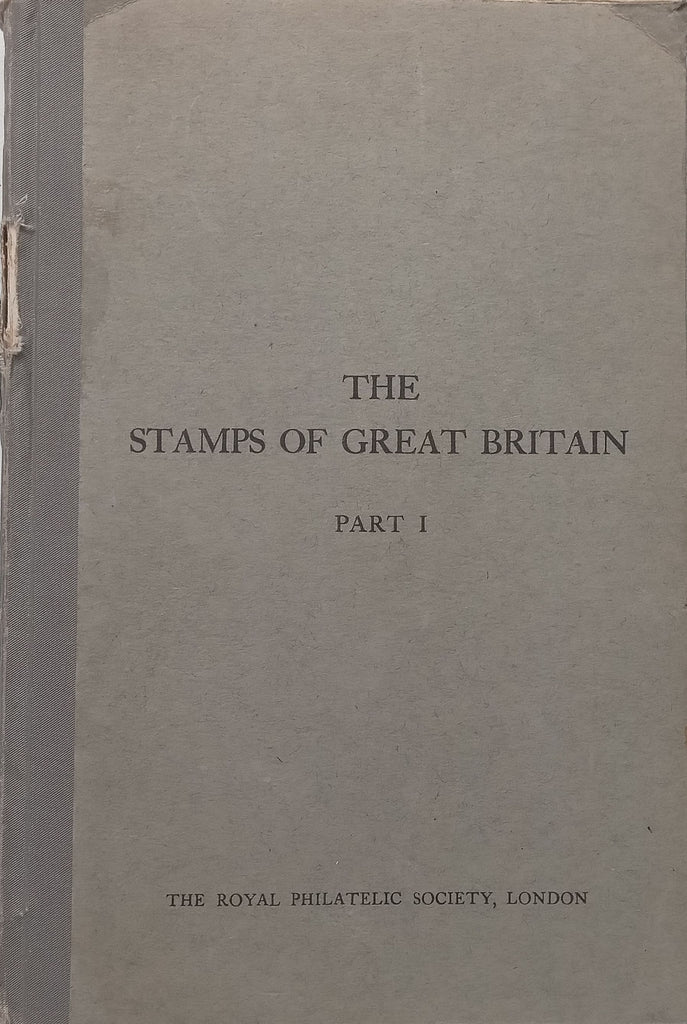 THE
STAMPS OF GREAT BRITAIN
PART I
THE ROYAL PHILATELIC SOCIETY, LONDON